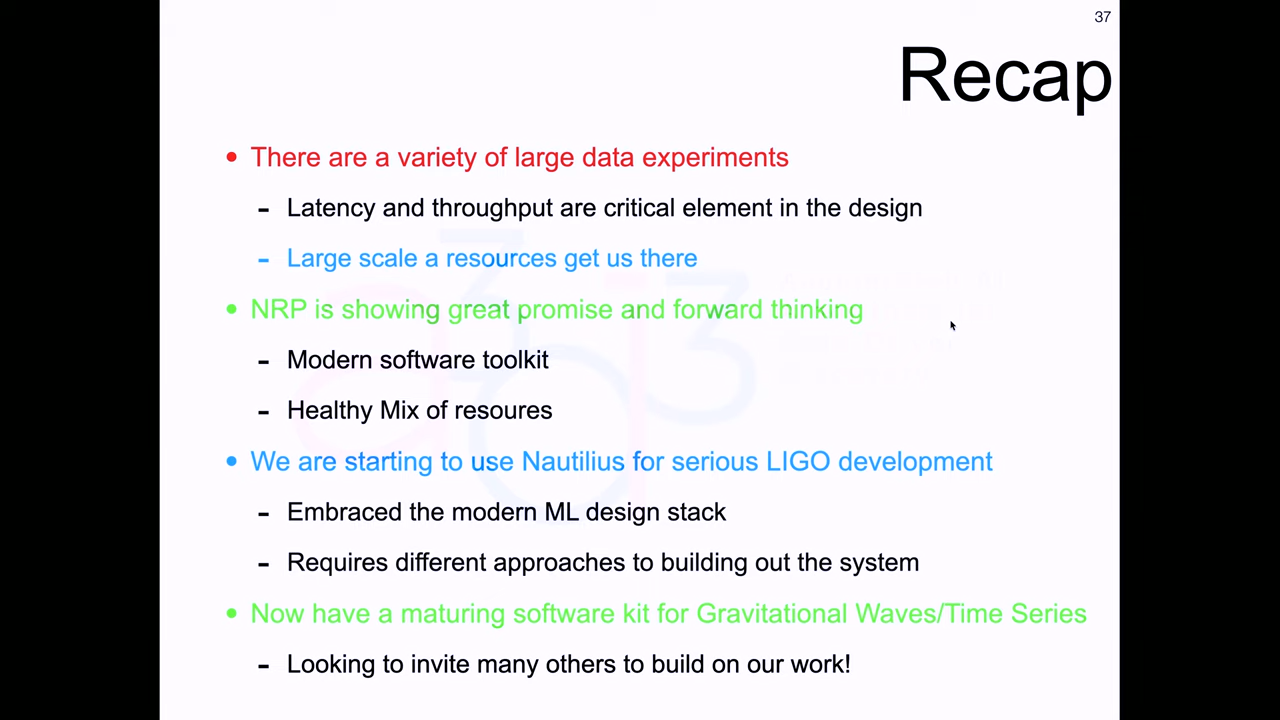 37
Recap
• There are a variety of large data experiments
- Latency and throughput are critical element in the design
- Large scale a resources get us there
• NRP is showing great promise and forward thinking
- Modern software toolkit
- Healthy Mix of resoures
• We are starting to use Nautilius for serious LIGO development
- Embraced the modern ML design stack
- Requires different approaches to building out the system
• Now have a maturing software kit for Gravitational Waves/Time Series
- Looking to invite many others to build on our work!